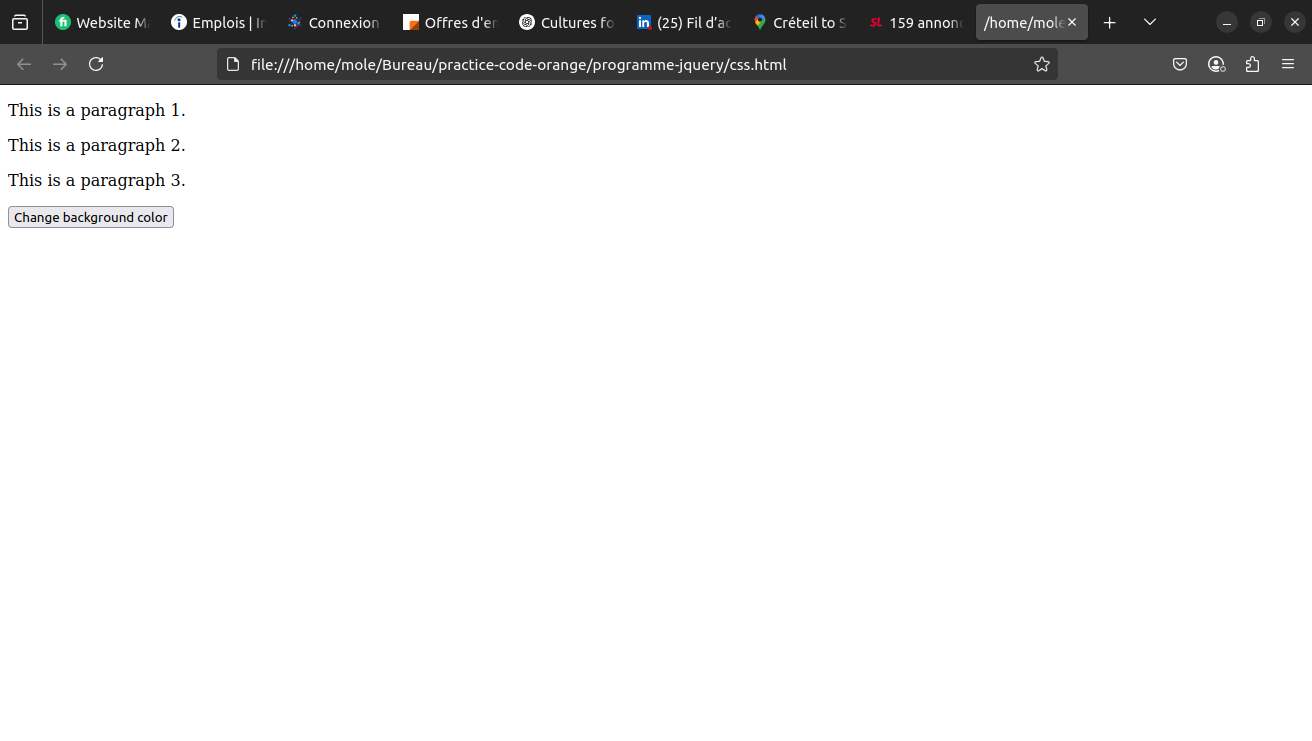 Website M
Emplois | Ir
Connexion
Offres d'en
Cultures fo
(25) Fil d'ac
Créteil to S
SL 159 annonc
/home/mole
file:///home/mole/Bureau/practice-code-orange/programme-jquery/css.html
This is a paragraph 1.
This is a paragraph 2.
This is a paragraph 3.
Change background color